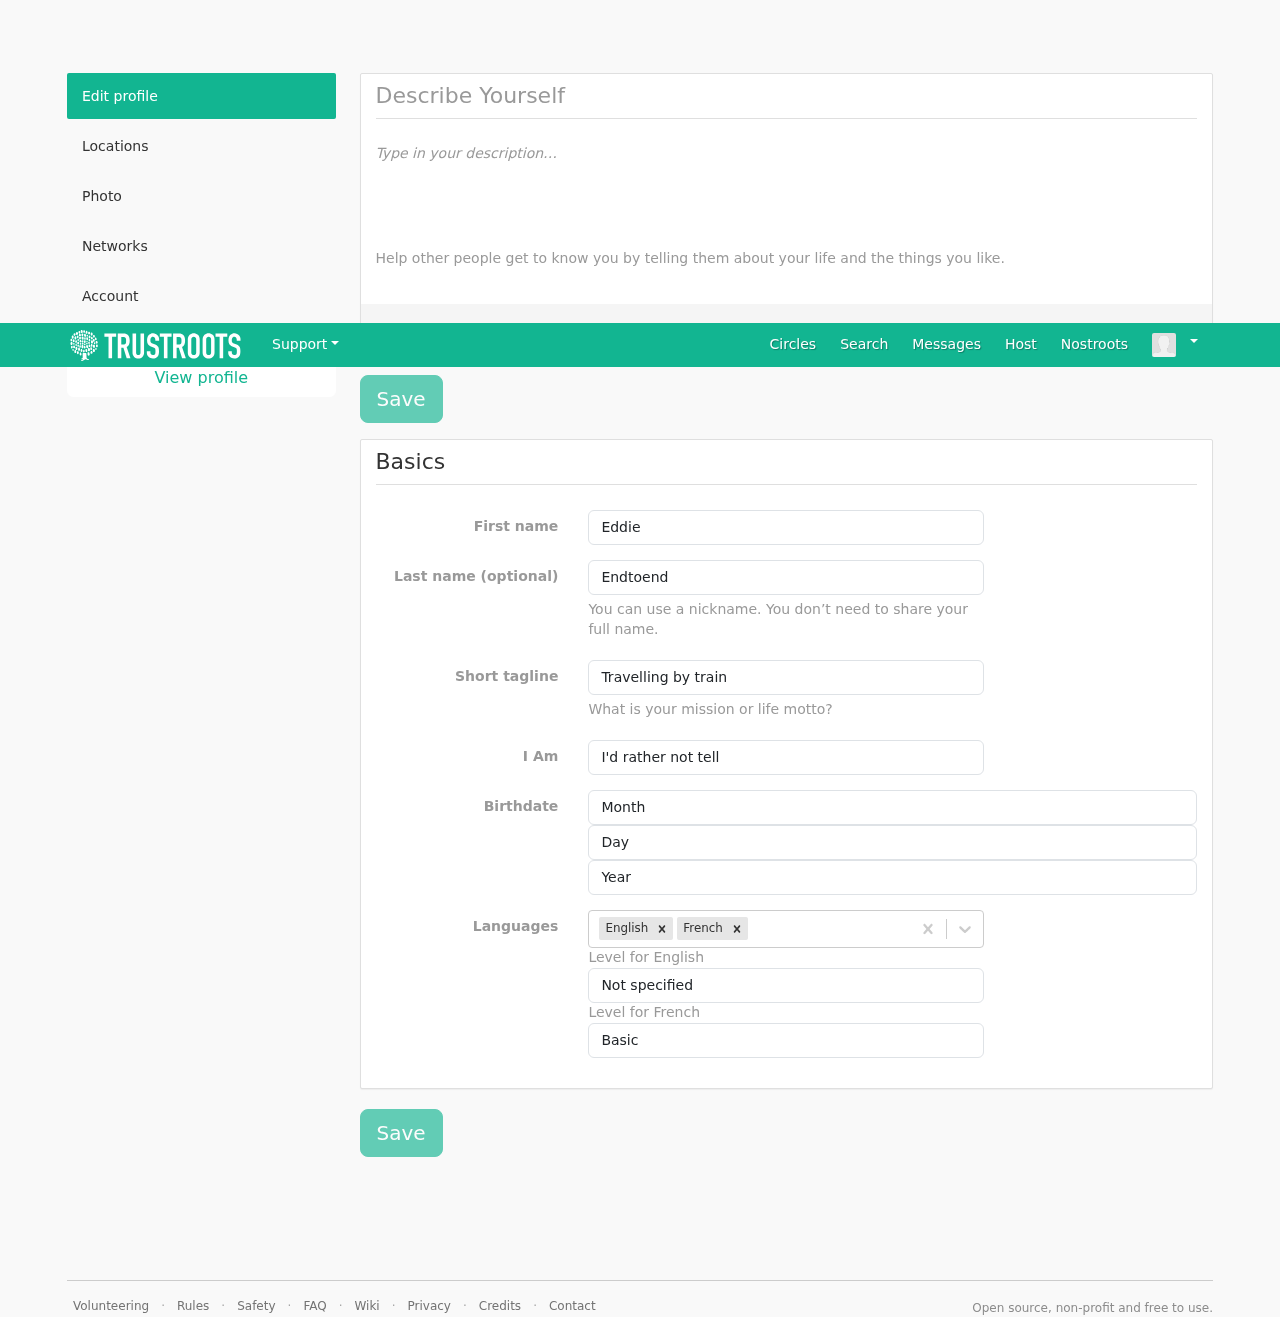 Edit profile
Locations
Photo
Networks
Account
Describe Yourself
Type in your description...
Help other people get to know you by telling them about your life and the things you like.
TRUSTROOTS
Support
Circles
Search
Messages
Host
Nostroots
View profile
Save
Basics
First name
Eddie
Last name (optional)
Endtoend
You can use a nickname. You don’t need to share your
full name.
Short tagline
Travelling by train
What is your mission or life motto?
I Am
I'd rather not tell
Birthdate
Month
Day
Year
Languages
English
French
Level for English
Not specified
Level for French
Basic
Save
Volunteering · Rules · Safety · FAQ · Wiki · Privacy · Credits · Contact
Open source, non-profit and free to use.